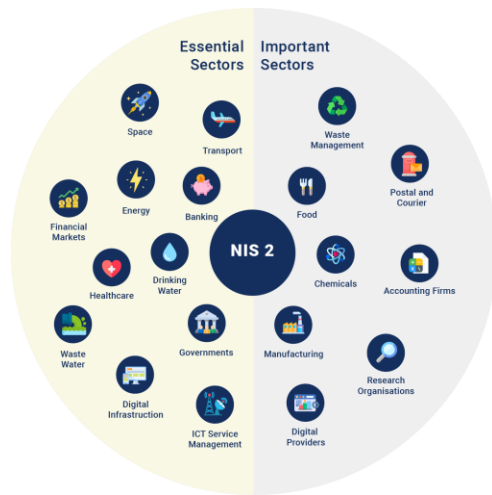 Essential
Sectors
Important
Sectors
Space
Transport
Energy
Banking
Financial
Markets
Drinking
Water
Healthcare
Waste
Water
Governments
Digital
Infrastructure
ICT Service
Management
NIS 2
Waste
Management
Postal and
Courier
Food
Chemicals
Accounting Firms
Manufacturing
Research
Organisations
Digital
Providers